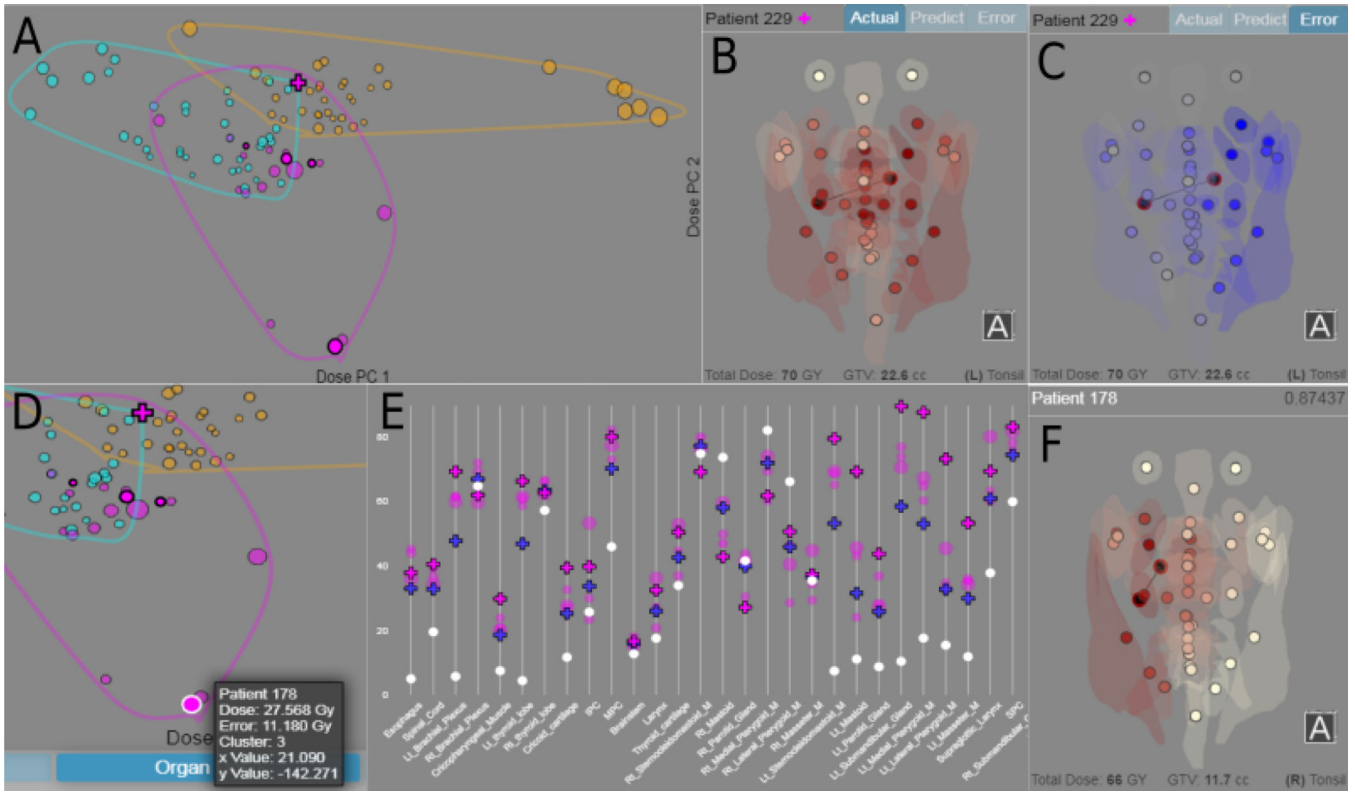 A
Dose PC 1
Dose PC 2
Patient 229
Actual
Predict
Error
B
A
Total Dose: 70 GY
GTV: 22.6 cc
(L) Tonsil
Patient 229
Actual
Predict
Error
C
A
Total Dose: 70 GY
GTV: 22.6 cc
(L) Tonsil
D
Patient 178
Dose: 27.568 Gy
Error: 11.180 Gy
Cluster: 3
x Value: 21.090
y Value: -142.271
Dose
Organ
E
80
60
40
20
0
Esophagus
Spinal_Cord
Lt_Brachial_Plexus
Rt_Brachial_Plexus
Cricopharyngeal_Muscle
Lt_thyroid_lobe
Rt_thyroid_lobe
Cricoid_cartilage
IPC
MPC
Brainstem
Larynx
Thyroid_cartilage
Rt_Sternocleidomastoid_M
Rt_Mastoid
Rt_Parotid_Gland
Rt_Medial_Pterygoid_M
Rt_Lateral_Pterygoid_M
Rt_Masseter_M
Lt_Sternocleidomastoid_M
Lt_Mastoid
Lt_Parotid_Gland
Lt_Submandibular_Gland
Lt_Medial_Pterygoid_M
Lt_Lateral_Pterygoid_M
Lt_Masseter_M
Supraglottic_Larynx
SPC
Rt_Submandibular_G
Patient 178
0.87437
F
A
Total Dose: 66 GY
GTV: 11.7 cc
(R) Tonsil